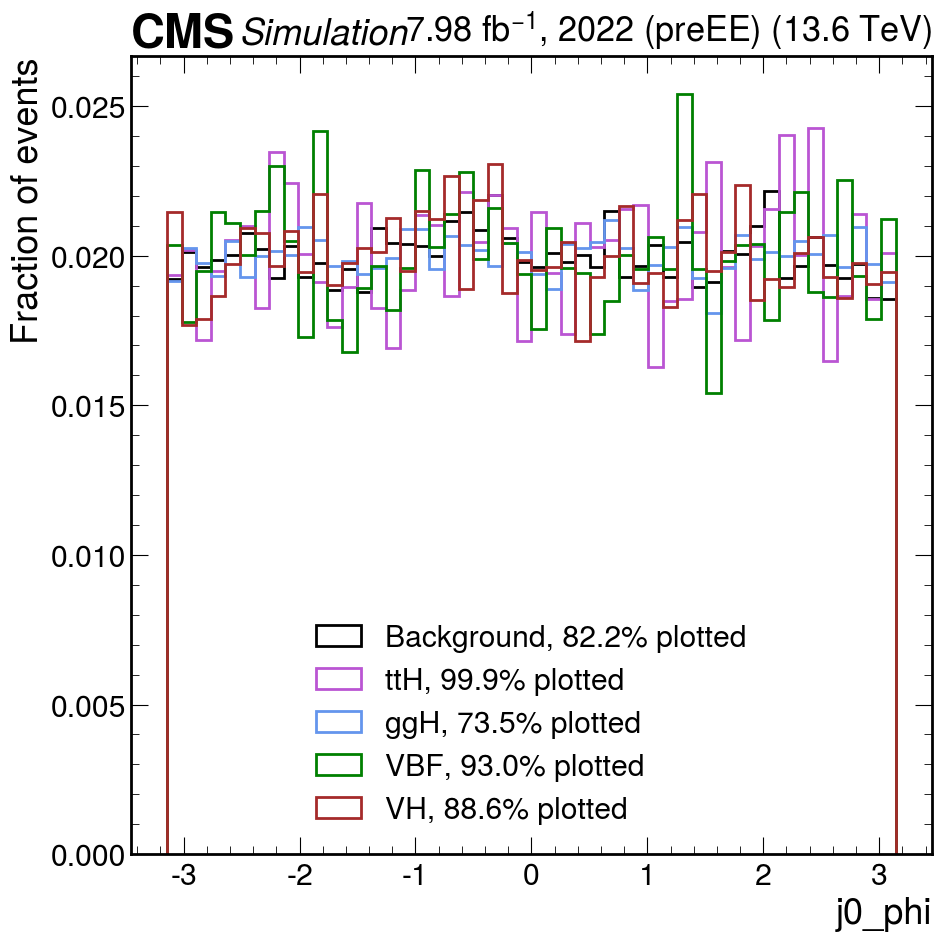 CMS Simulation 7.98 fb⁻¹, 2022 (preEE) (13.6 TeV)
Fraction of events
0.025
0.020
0.015
0.010
0.005
0.000
Background, 82.2% plotted
ttH, 99.9% plotted
ggH, 73.5% plotted
VBF, 93.0% plotted
VH, 88.6% plotted
-3 -2 -1 0 1 2 3
j0_phi